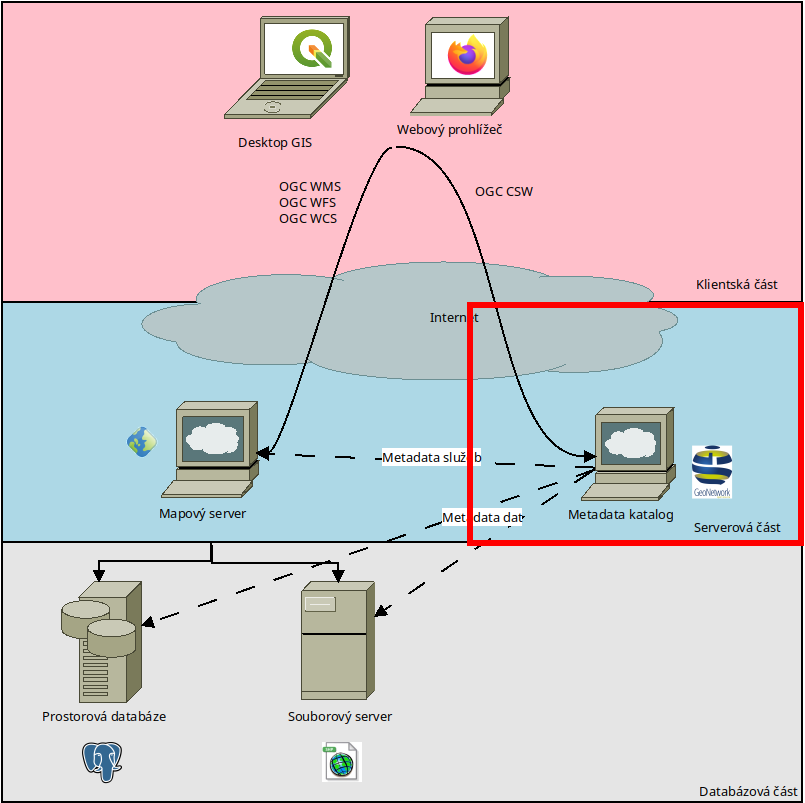 Desktop GIS
Webový prohlížeč
OGC WMS
OGC WFS
OGC WCS
OGC CSW
Klientská část
Internet
Metadata služeb
GeoNetwork
Mapový server
Metadata dat
Metadata katalog
Serverová část
Prostorová databáze
Souborový server
Databázová část